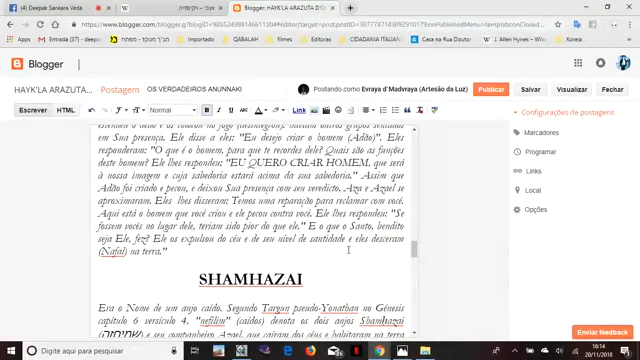 (4) Deepak Sankara Veda
Blogger: HAYK'LA ARAZUTA D
https://www.blogger.com/blogger.g?blogID=
Apps
Importado do Intern
QABALAH
filmes
Editoras
CIDADANIA ITALIAN
Casa na Rua Doutor
J. Allen Hynek – Wiki
Blogger
HAYK'LA ARAZUTA...
Postagem
OS VERDADEIROS ANUNNAKI
Postando como Evraya d'Madvraya (Artesão da Luz)
Publicar
Salvar
Visualizar
Fechar
Escrever
HTML
Normal
Link
em Sua presença. Ele disse a eles: "Eu desejo criar o homem (Adão)". Eles
responderam: "O que é o homem, para que te recordes dele? Quais são as funções
deste homem? Ele lhes respondeu: "EU QUERO CRIAR HOMEM, que será
à nossa imagem e cuja sabedoria estará acima da sua sabedoria." Assim que
Adão foi criado e pecou, e deixou Sua presença com seu veredicto, Aza e Azael se
aproximaram. Eles lhes disseram: Temos uma reparação para reclamar com você.
Aqui está o homem que você criou e ele pecou contra você. Ele lhes respondeu: "Se
fossem vocês no lugar dele, teriam sido pior do que ele." E o que o Santo, bendito
seja Ele, fez? Ele os expulsou do céu e de seu nível de santidade e eles desceram
(Nafal) na terra."
SHAMHAZAI
Era o Nome de um anjo caído. Segundo Targun pseudo-Yonathan no Génesis
capítulo 6 versículo 4, "nefilim" (caídos) denota os dois anjos Shamhazai
Configurações de postagem
Marcadores
Programar
Links
Local
Opções
Enviar feedback
Digite aqui para pesquisar
16:14
20/11/2018